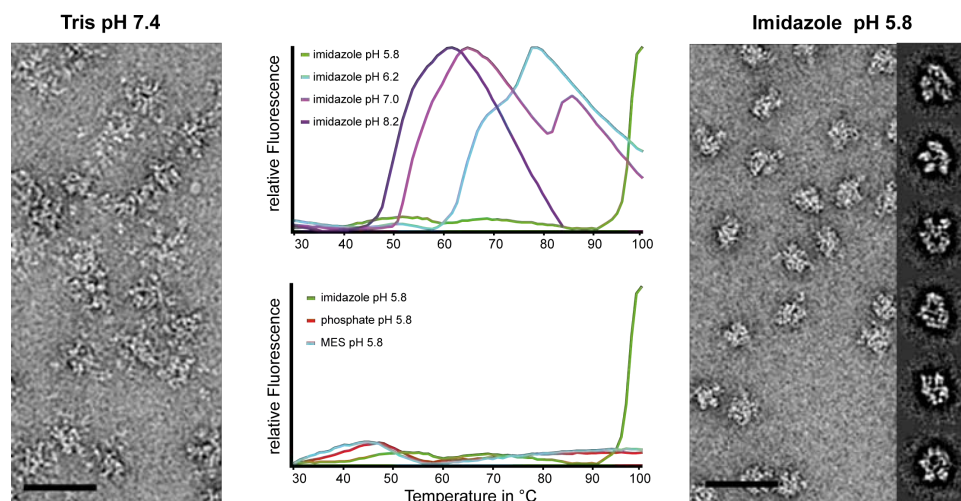 Tris pH 7.4
Imidazole pH 5.8
relative Fluorescence
imidazole pH 5.8
imidazole pH 6.2
imidazole pH 7.0
imidazole pH 8.2
30 40 50 60 70 80 90 100
relative Fluorescence
imidazole pH 5.8
phosphate pH 5.8
MES pH 5.8
30 40 50 60 70 80 90 100
Temperature in °C